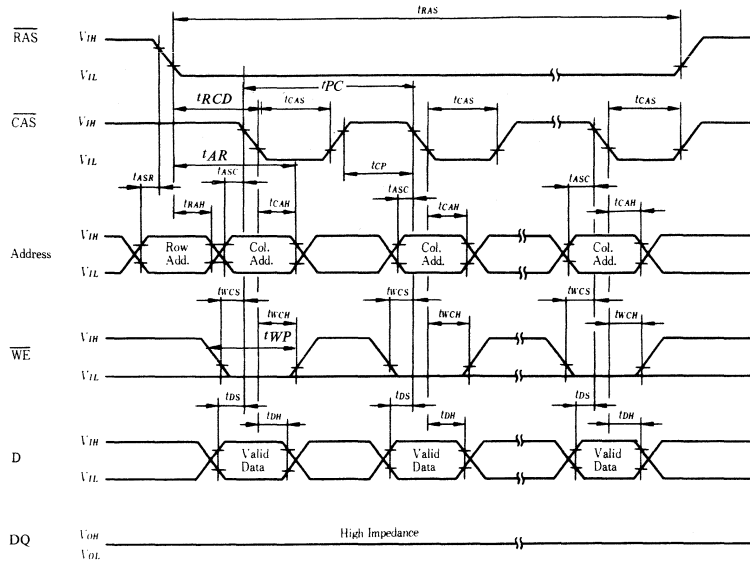 tRAS
RAS
VIH
VIL
tPC
tRCD
tCAS
tCAS
tCAS
CAS
VIH
VIL
tAR
tCP
tASR
tASC
tASC
tASC
tRAH
tCAH
tCAH
tCAH
Address
VIH
VIL
Row Add.
Col. Add.
Col. Add.
Col. Add.
tWCS
tWCS
tWCS
tWCH
tWCH
tWCH
tWP
WE
VIH
VIL
tDS
tDS
tDS
tDH
tDH
tDH
D
VIH
VIL
Valid Data
Valid Data
Valid Data
DQ
VOH
VOL
High Impedance